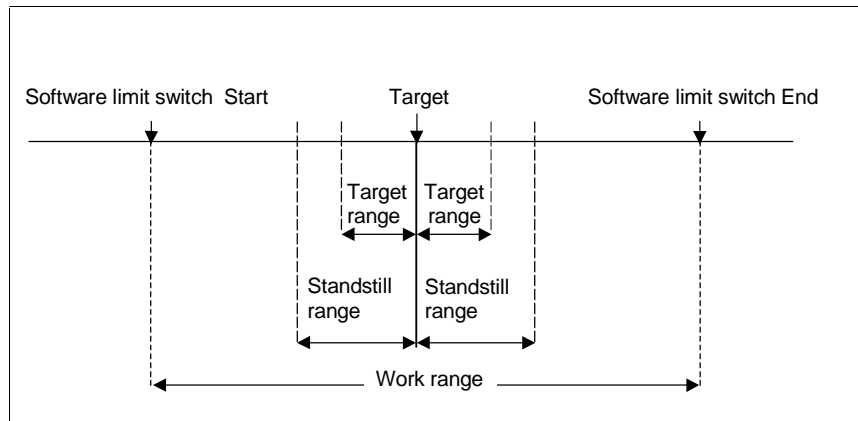 Software limit switch Start
Target
Software limit switch End
Target
range
Target
range
Standstill
range
Standstill
range
Work range